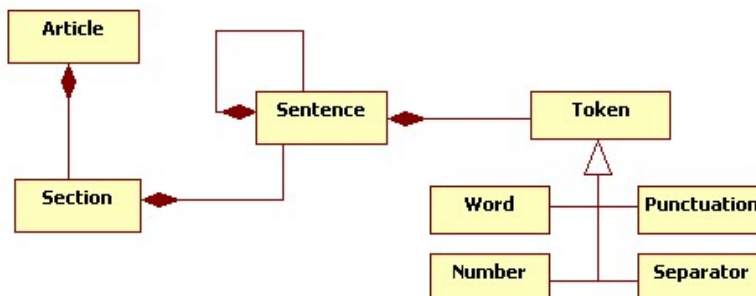 Article
Sentence
Token
Section
Word
Punctuation
Number
Separator